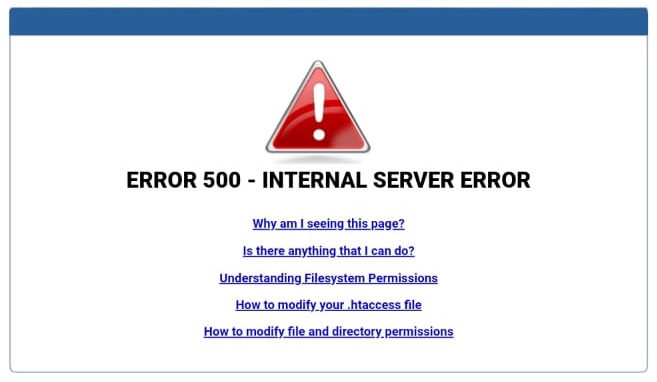 ERROR 500 - INTERNAL SERVER ERROR
Why am I seeing this page?
Is there anything that I can do?
Understanding Filesystem Permissions
How to modify your .htaccess file
How to modify file and directory permissions